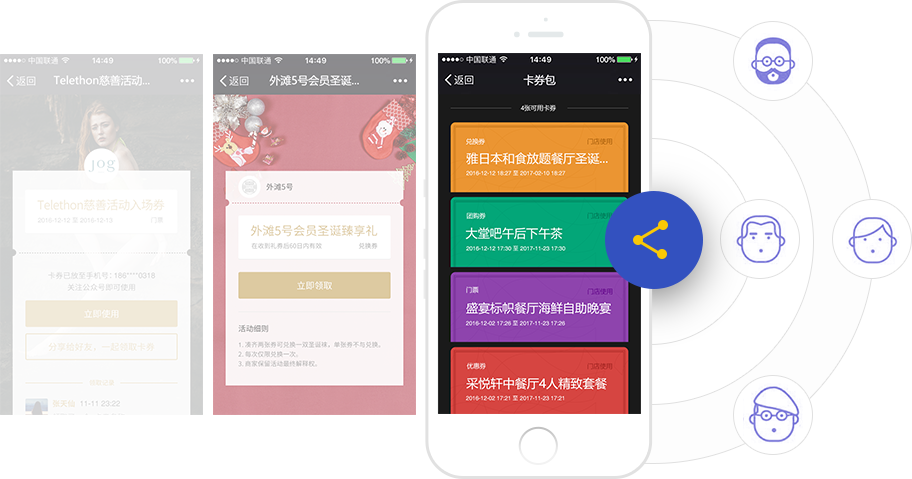 中国联通
14:49
100%
返回
Telethon慈善活动...
jog
Telethon慈善活动入场券
2016-12-12 至 2016-12-13
门票
卡券已放至手机号: 186****0318
关注公众号即可使用
立即使用
分享给好友，一起领取卡券
11-11 23:22
中国联通
14:49
100%
返回
外滩5号会员圣诞...
外滩5号
外滩5号会员圣诞臻享礼
在收到礼券后60日内有效
兑换券
立即领取
活动细则
1. 凑齐两张券可兑换一双圣诞袜，单张券不与兑换。
2. 每次仅限兑换一次。
3. 商家保留活动最终解释权。
中国联通
14:49
100%
返回
卡券包
4张可用卡券
兑换券
门店使用
雅日本和食放题餐厅圣诞...
2016-12-12 18:27 至 2017-02-10 18:27
团购券
门店使用
大堂吧午后下午茶
2016-12-12 17:30 至 2017-11-23 17:30
门票
门店使用
盛宴标帜餐厅海鲜自助晚宴
2016-12-02 17:26 至 2017-11-23 17:26
优惠券
门店使用
采悦轩中餐厅4人精致套餐
2016-12-02 17:21 至 2017-11-23 17:21